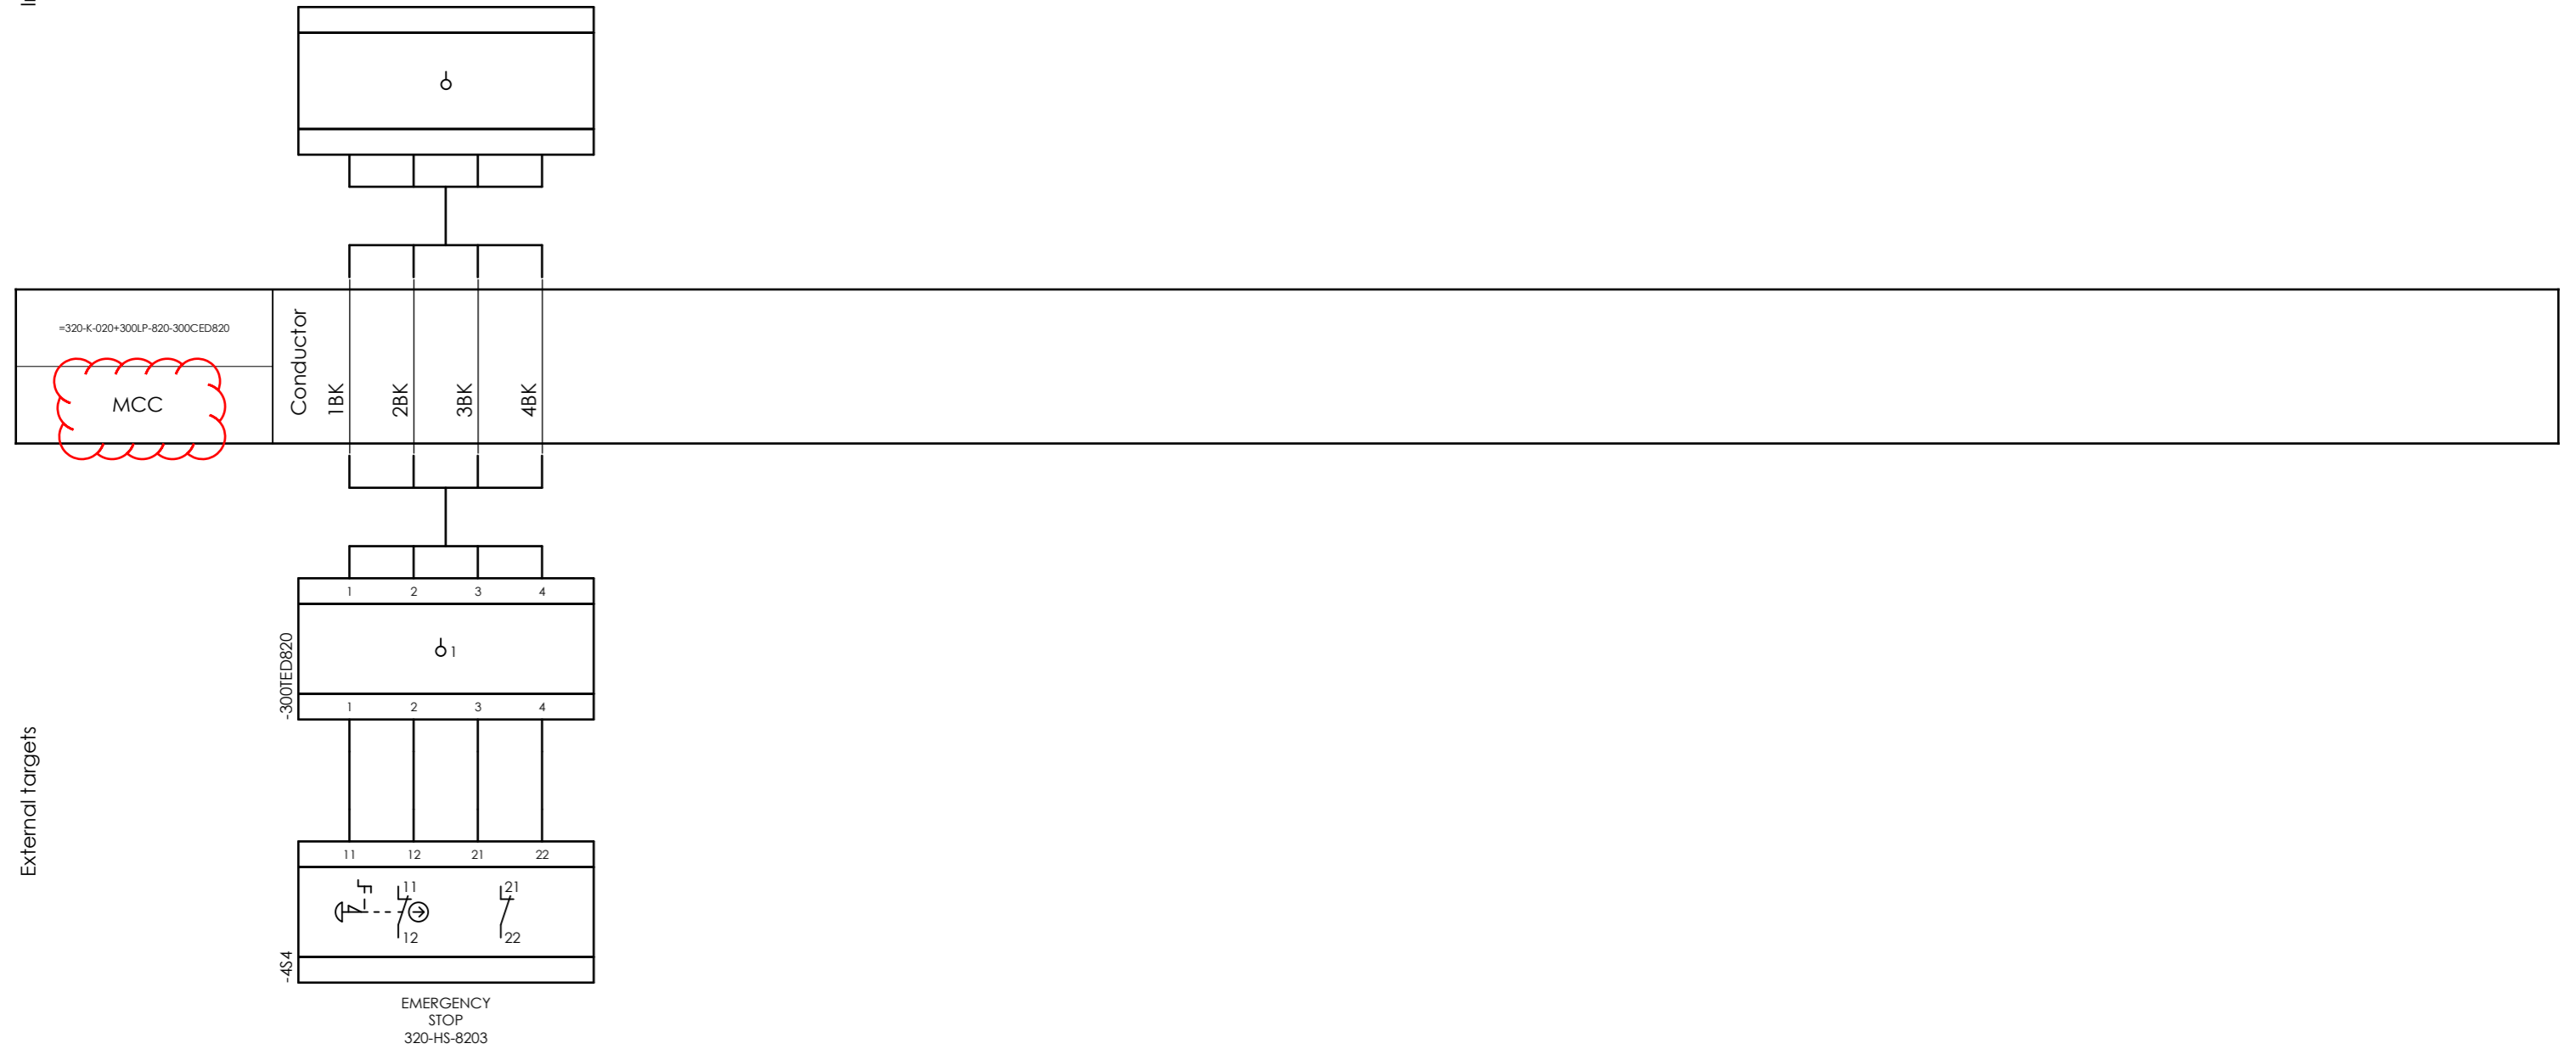 =320-K-020+300LP-820-300CED820
MCC
Conductor
1BK
2BK
3BK
4BK
1 2 3 4
-300TED820
1
1 2 3 4
External targets
11 12 21 22
11
12
21
22
-4S4
EMERGENCY
STOP
320-HS-8203